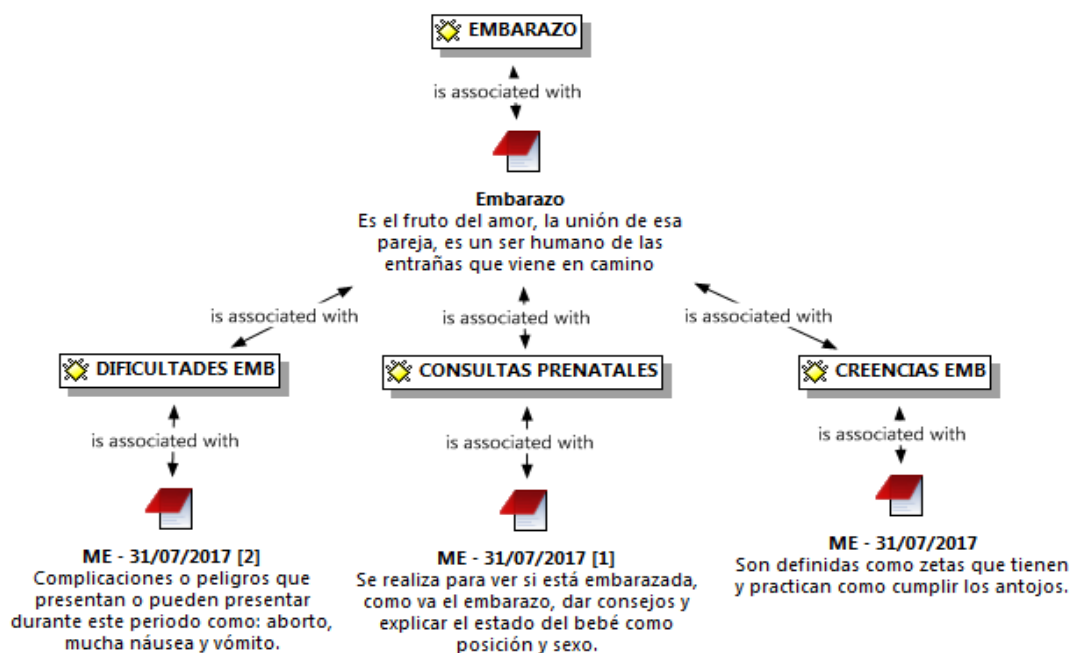 EMBARAZO
is associated with
Embarazo
Es el fruto del amor, la unión de esa
pareja, es un ser humano de las
entrañas que viene en camino
is associated with
is associated with
is associated with
DIFICULTADES EMB
CONSULTAS PRENATALES
CREENCIAS EMB
is associated with
is associated with
is associated with
ME - 31/07/2017 [2]
Complicaciones o peligros que
presentan o pueden presentar
durante este periodo como: aborto,
mucha náusea y vómito.
ME - 31/07/2017 [1]
Se realiza para ver si está embarazada,
como va el embarazo, dar consejos y
explicar el estado del bebé como
posición y sexo.
ME - 31/07/2017
Son definidas como zetas que tienen
y practican como cumplir los antojos.